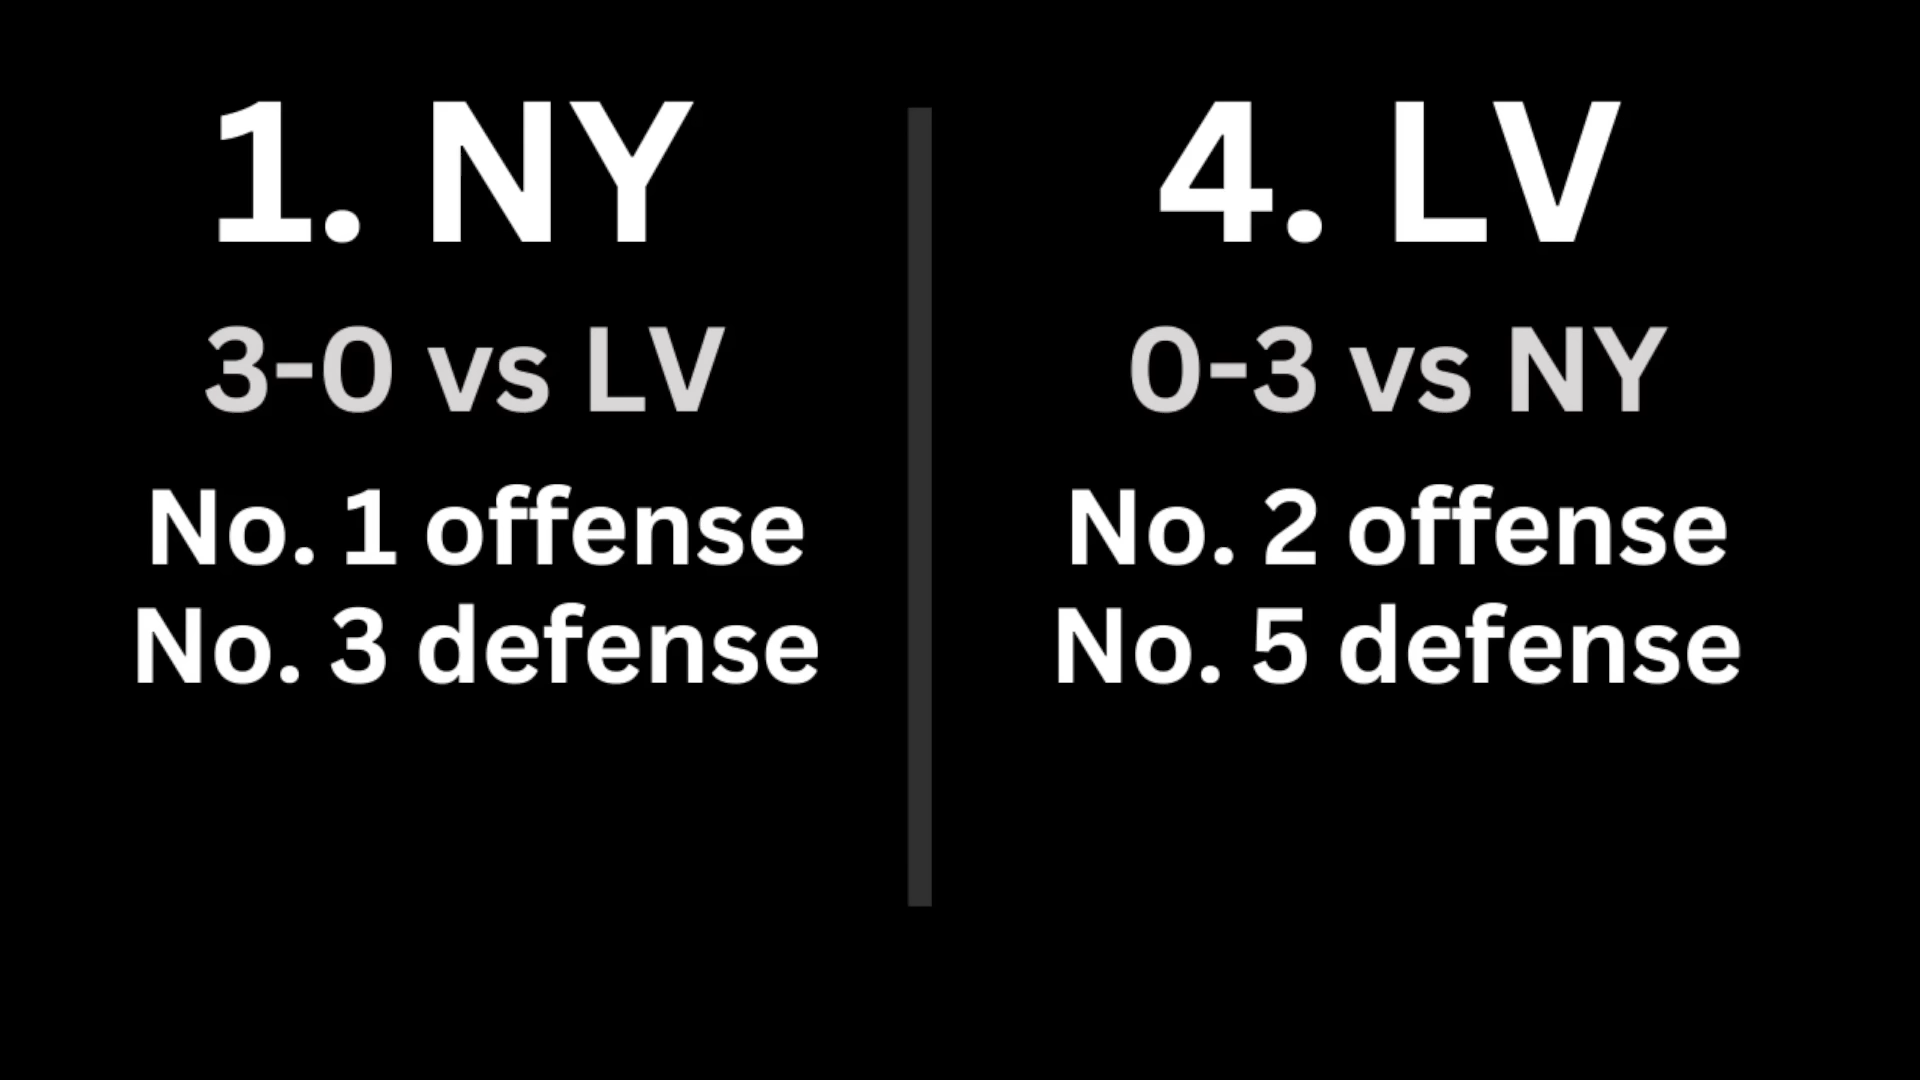 1. NY
3-0 vs LV
No. 1 offense
No. 3 defense
4. LV
0-3 vs NY
No. 2 offense
No. 5 defense